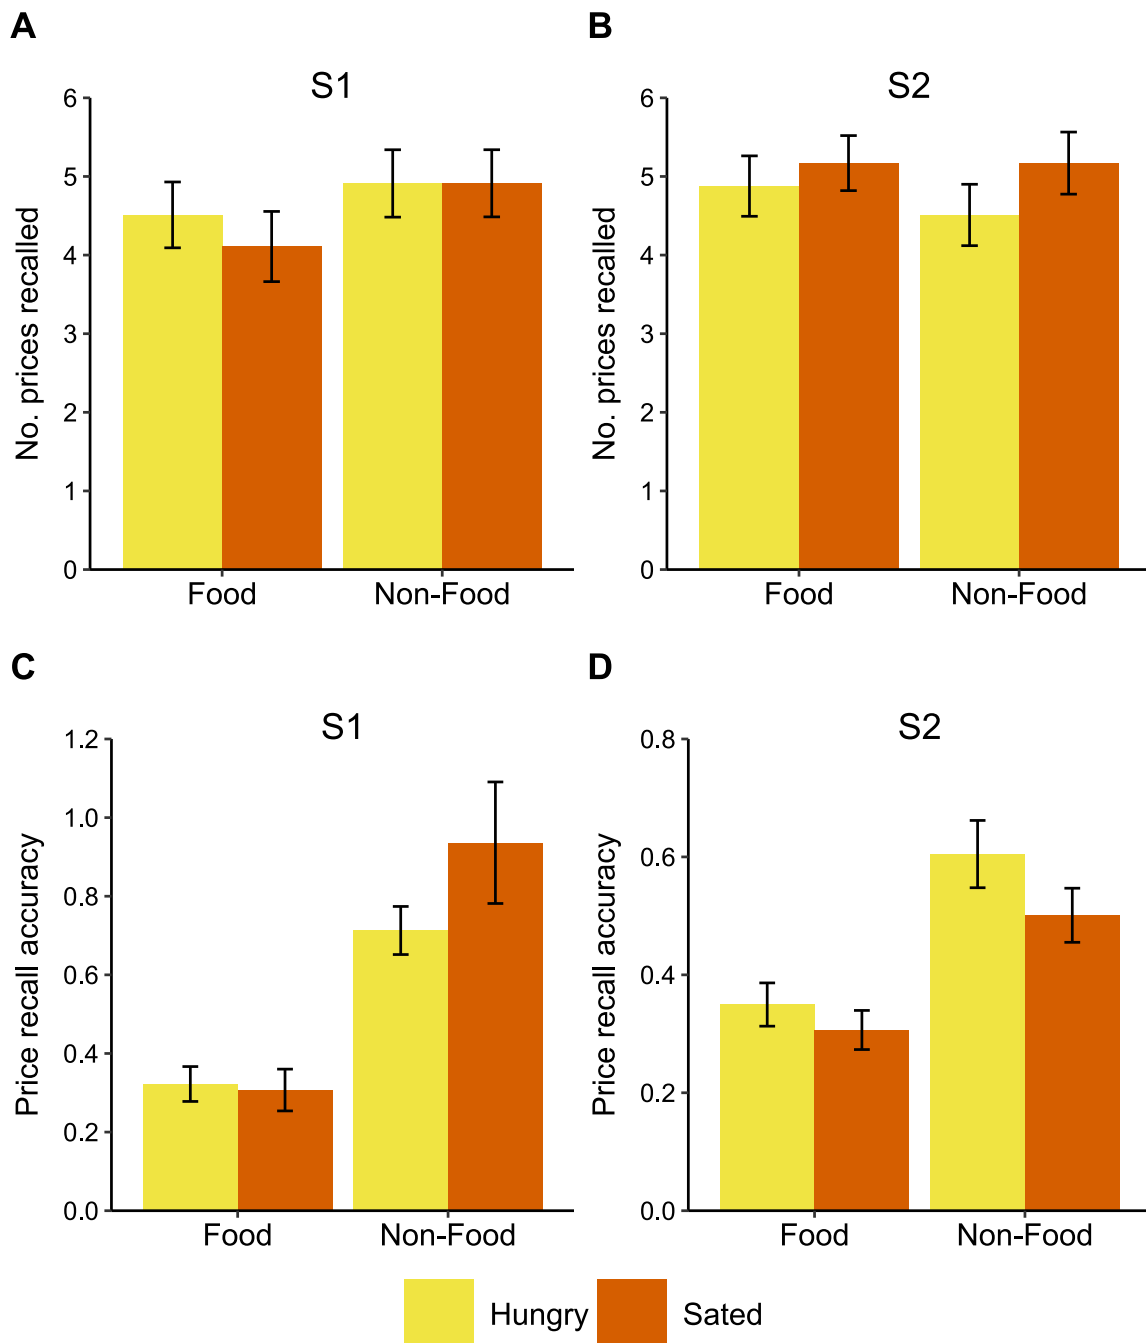 A
S1
No. prices recalled
6
5
4
3
2
1
0
Food Non-Food
B
S2
No. prices recalled
6
5
4
3
2
1
0
Food Non-Food
C
S1
Price recall accuracy
1.2
1.0
0.8
0.6
0.4
0.2
0.0
Food Non-Food
D
S2
Price recall accuracy
0.8
0.6
0.4
0.2
0.0
Food Non-Food
Hungry Sated